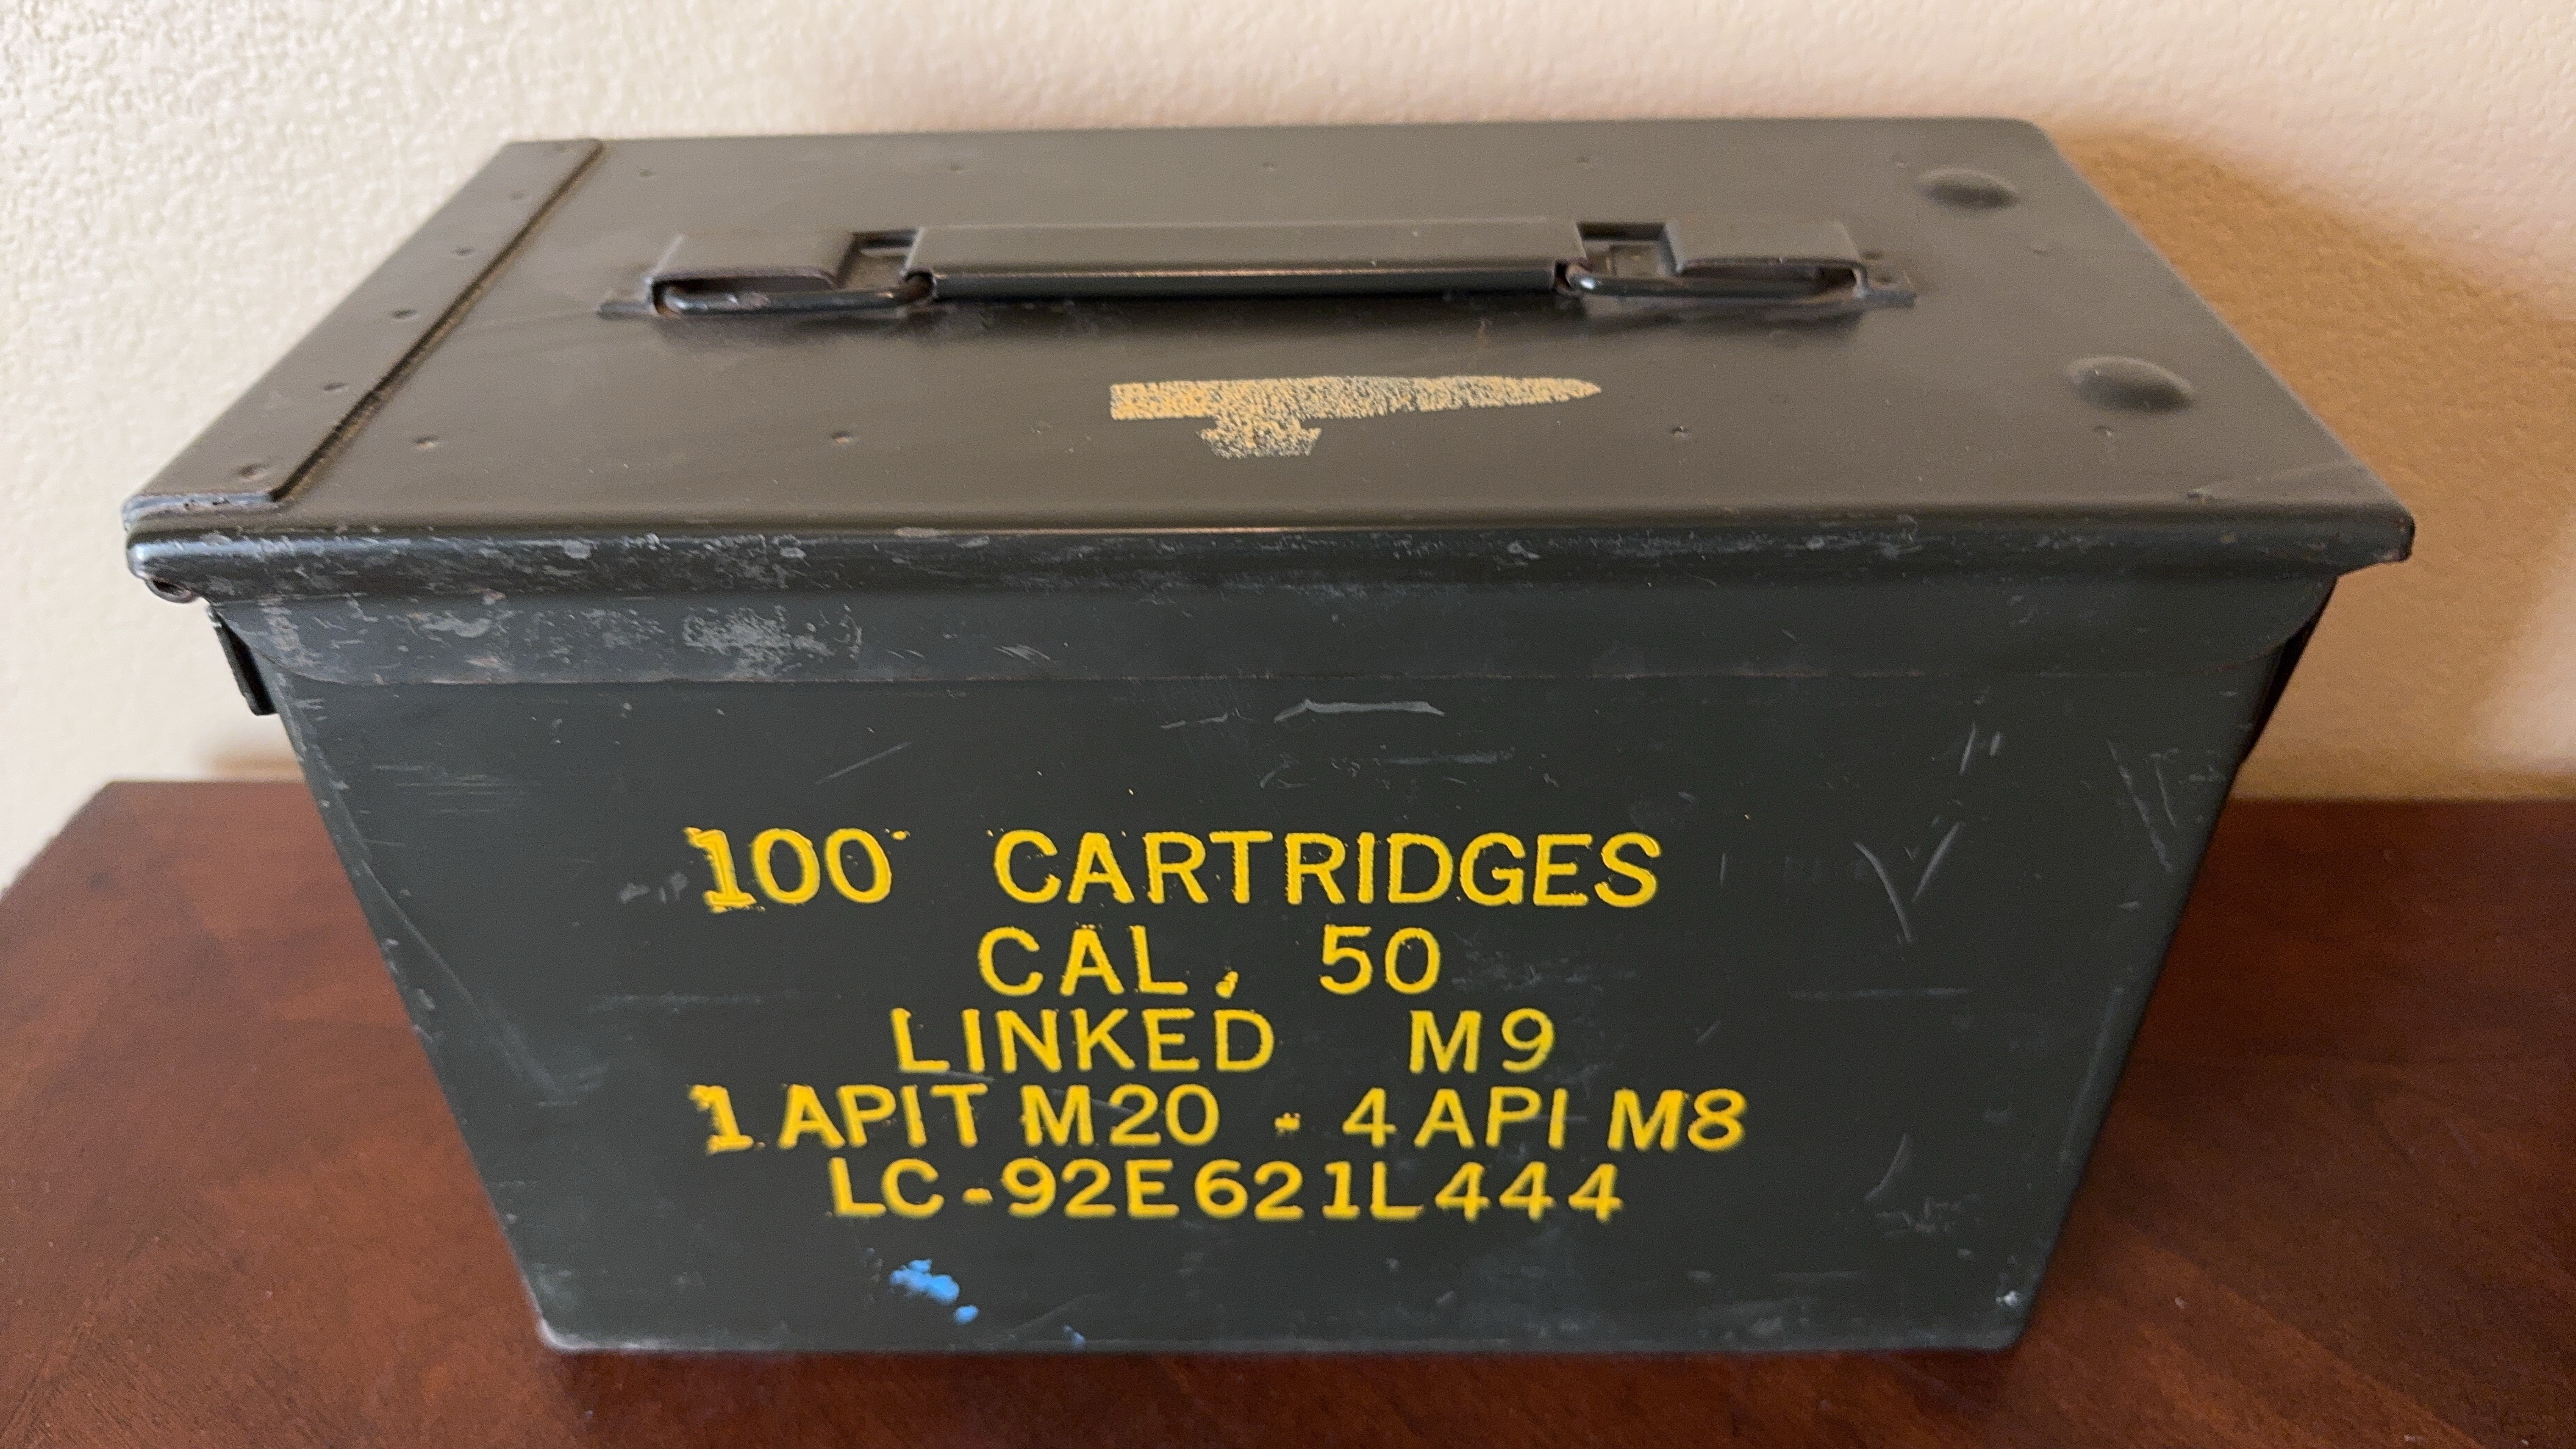 100 CARTRIDGES
CAL. 50
LINKED M9
1 APIT M20 - 4 API M8
LC-92E621L444